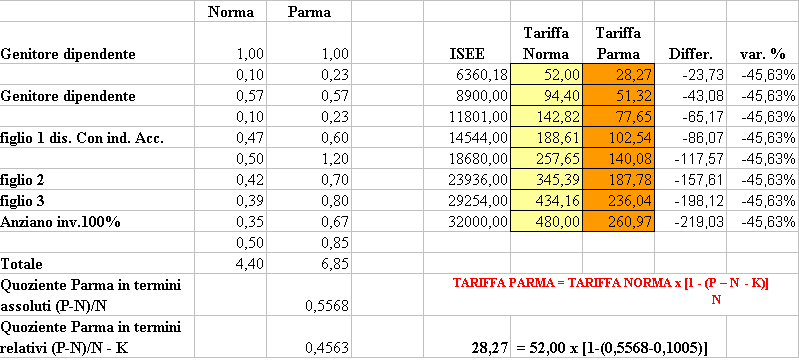 Norma Parma
Tariffa Tariffa
Genitore dipendente 1,00 1,00 ISEE Norma Parma Differ. var. %
0,10 0,23 6360,18 52,00 28,27 -23,73 -45,63%
Genitore dipendente 0,57 0,57 8900,00 94,40 51,32 -43,08 -45,63%
0,10 0,23 11801,00 142,82 77,65 -65,17 -45,63%
figlio 1 dis. Con ind. Acc. 0,47 0,60 14544,00 188,61 102,54 -86,07 -45,63%
0,50 1,20 18680,00 257,65 140,08 -117,57 -45,63%
figlio 2 0,42 0,70 23936,00 345,39 187,78 -157,61 -45,63%
figlio 3 0,39 0,80 29254,00 434,16 236,04 -198,12 -45,63%
Anziano inv.100% 0,35 0,67 32000,00 480,00 260,97 -219,03 -45,63%
0,50 0,85
Totale 4,40 6,85
Quoziente Parma in termini
assoluti (P-N)/N 0,5568
TARIFFA PARMA = TARIFFA NORMA x [1 - (P – N - K)]
N
Quoziente Parma in termini
relativi (P-N)/N - K 0,4563 28,27 = 52,00 x [1-(0,5568-0,1005)]